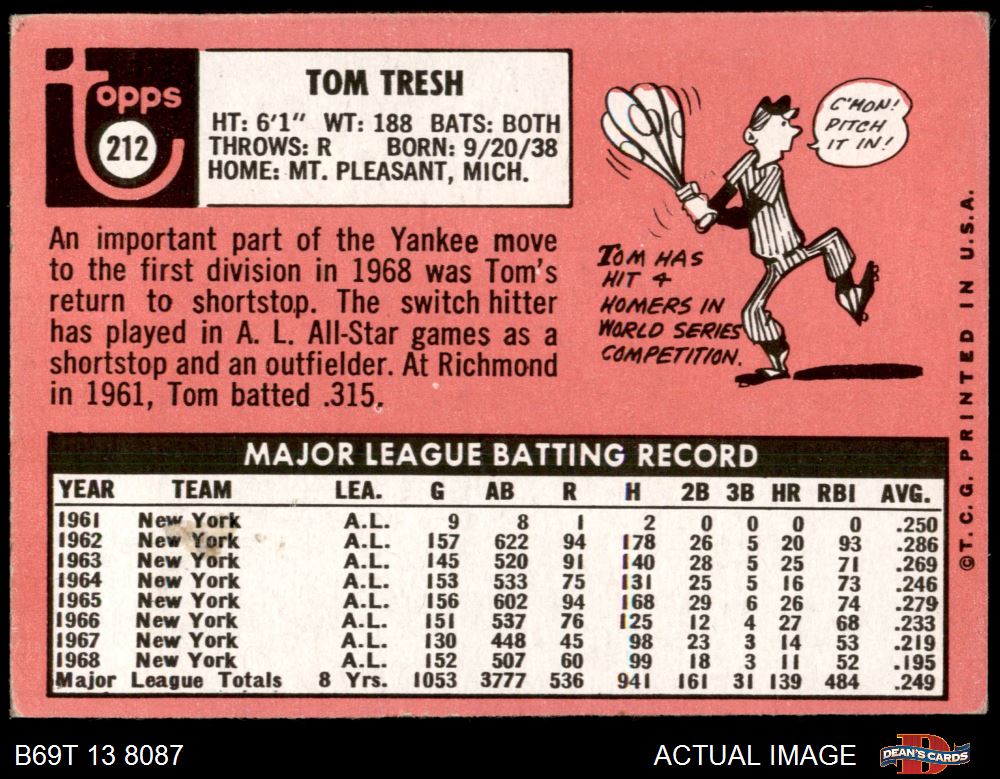 Topps
212
TOM TRESH
HT: 6'1" WT: 188 BATS: BOTH
THROWS: R BORN: 9/20/38
HOME: MT. PLEASANT, MICH.
An important part of the Yankee move
to the first division in 1968 was Tom's
return to shortstop. The switch hitter
has played in A. L. All-Star games as a
shortstop and an outfielder. At Richmond
in 1961, Tom batted .315.
C'MON!
PITCH
IT IN!
TOM HAS
HIT 4
HOMERS IN
WORLD SERIES
COMPETITION.
©T. C. G. PRINTED IN U.S.A.
MAJOR LEAGUE BATTING RECORD
YEAR TEAM LEA. G AB R H 2B 3B HR RBI AVG.
1961 New York A.L. 9 8 1 2 0 0 0 0 .250
1962 New York A.L. 157 622 94 178 26 5 20 93 .286
1963 New York A.L. 145 520 91 140 28 5 25 71 .269
1964 New York A.L. 153 533 75 131 25 5 16 73 .246
1965 New York A.L. 156 602 94 168 29 6 26 74 .279
1966 New York A.L. 151 537 76 125 12 4 27 68 .233
1967 New York A.L. 130 448 45 98 23 3 14 53 .219
1968 New York A.L. 152 507 60 99 18 3 11 52 .195
Major League Totals 8 Yrs. 1053 3777 536 941 161 31 139 484 .249
B69T 13 8087
ACTUAL IMAGE
DEAN'S CARDS